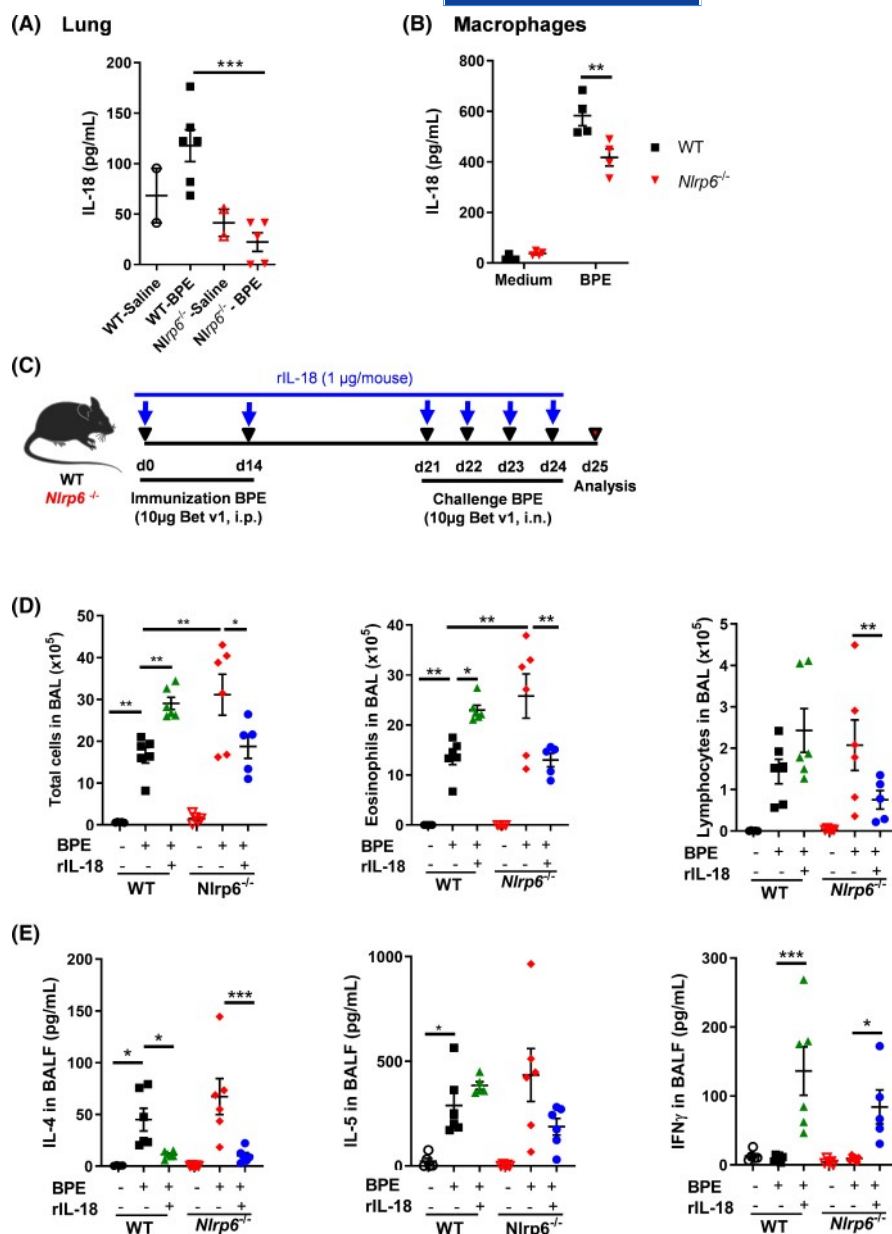 (A) Lung
IL-18 (pg/mL)
200
150
100
50
0
***
WT-Saline
WT-BPE
Nlrp6-/--Saline
Nlrp6-/-- BPE
(B) Macrophages
IL-18 (pg/mL)
800
600
400
200
0
**
Medium
BPE
WT
Nlrp6-/-
(C)
rIL-18 (1 µg/mouse)
WT
Nlrp6 -/-
d0
d14
d21
d22
d23
d24
d25
Immunization BPE
(10µg Bet v1, i.p.)
Challenge BPE
(10µg Bet v1, i.n.)
Analysis
(D)
Total cells in BAL (x10⁵)
50
40
30
20
10
0
**
**
**
*
BPE - + + - + +
rIL-18 - - + - - +
WT
Nlrp6-/-
Eosinophils in BAL (x10⁵)
40
30
20
10
0
**
*
**
**
BPE - + + - + +
rIL-18 - - + - - +
WT
Nlrp6-/-
Lymphocytes in BAL (x10⁵)
5
4
3
2
1
0
**
BPE - + + - + +
rIL-18 - - + - - +
WT
Nlrp6-/-
(E)
IL-4 in BALF (pg/mL)
200
150
100
50
0
*
*
***
BPE - + + - + +
rIL-18 - - + - - +
WT
Nlrp6-/-
IL-5 in BALF (pg/mL)
1000
500
0
*
BPE - + + - + +
rIL-18 - - + - - +
WT
Nlrp6-/-
IFNγ in BALF (pg/mL)
300
200
100
0
***
*
BPE - + + - + +
rIL-18 - - + - - +
WT
Nlrp6-/-